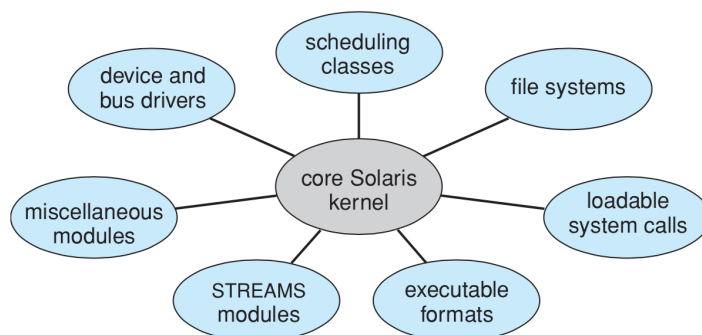 scheduling
classes
device and
bus drivers
file systems
core Solaris
kernel
miscellaneous
modules
loadable
system calls
STREAMS
modules
executable
formats